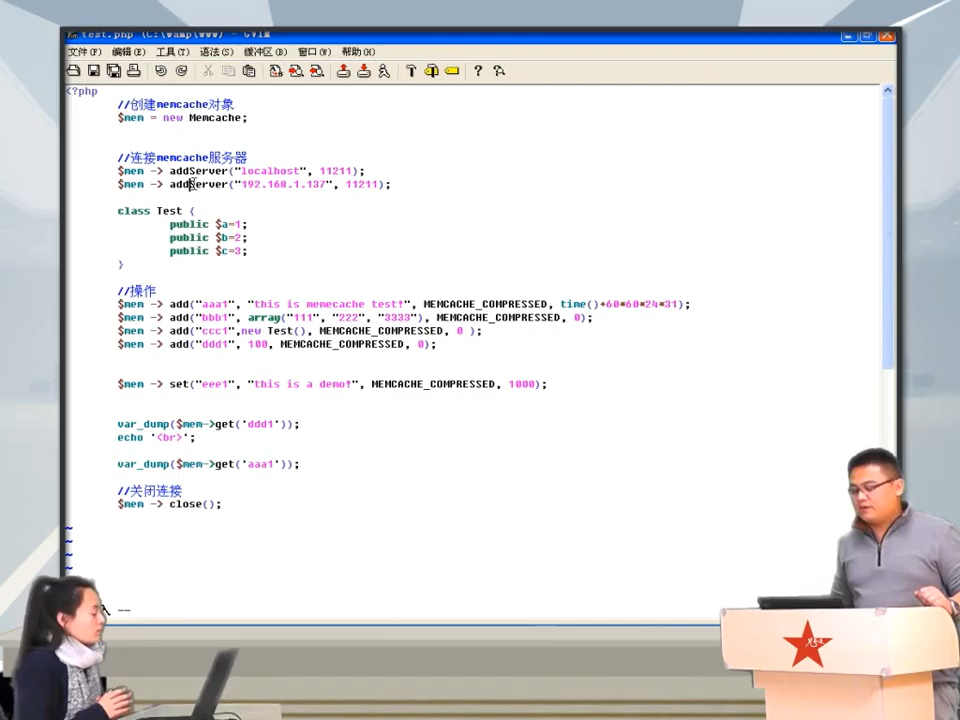 test.php (C:\wamp\www) - GVIM
文件(F) 编辑(E) 工具(T) 语法(S) 缓冲区(B) 窗口(W) 帮助(H)
<?php
//创建memcache对象
$mem = new Memcache;
//连接memcache服务器
$mem -> addServer("localhost", 11211);
$mem -> addServer("192.168.1.137", 11211);
class Test {
public $a=1;
public $b=2;
public $c=3;
}
//操作
$mem -> add("aaa1", "this is memecache test!", MEMCACHE_COMPRESSED, time()+60*60*24*31);
$mem -> add("bbb1", array("111", "222", "3333"), MEMCACHE_COMPRESSED, 0);
$mem -> add("ccc1",new Test(), MEMCACHE_COMPRESSED, 0 );
$mem -> add("ddd1", 100, MEMCACHE_COMPRESSED, 0);
$mem -> set("eee1", "this is a demo!", MEMCACHE_COMPRESSED, 1000);
var_dump($mem->get('ddd1'));
echo '<br>';
var_dump($mem->get('aaa1'));
//关闭连接
$mem -> close();
~
~
~
~
入 --